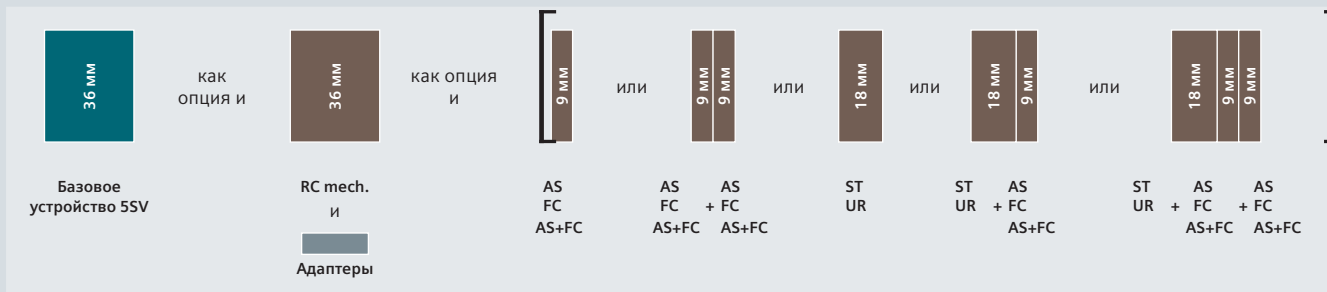 36 мм
как
опция и
36 мм
как опция
и
9 мм
или
9 мм
9 мм
или
18 мм
или
18 мм
9 мм
или
18 мм
9 мм
9 мм
Базовое
устройство 5SV
RC mech.
и
Адаптеры
AS
FC
AS+FC
AS AS
FC + FC
AS+FC AS+FC
ST
UR
ST AS
UR + FC
AS+FC
ST AS AS
UR + FC + FC
AS+FC AS+FC